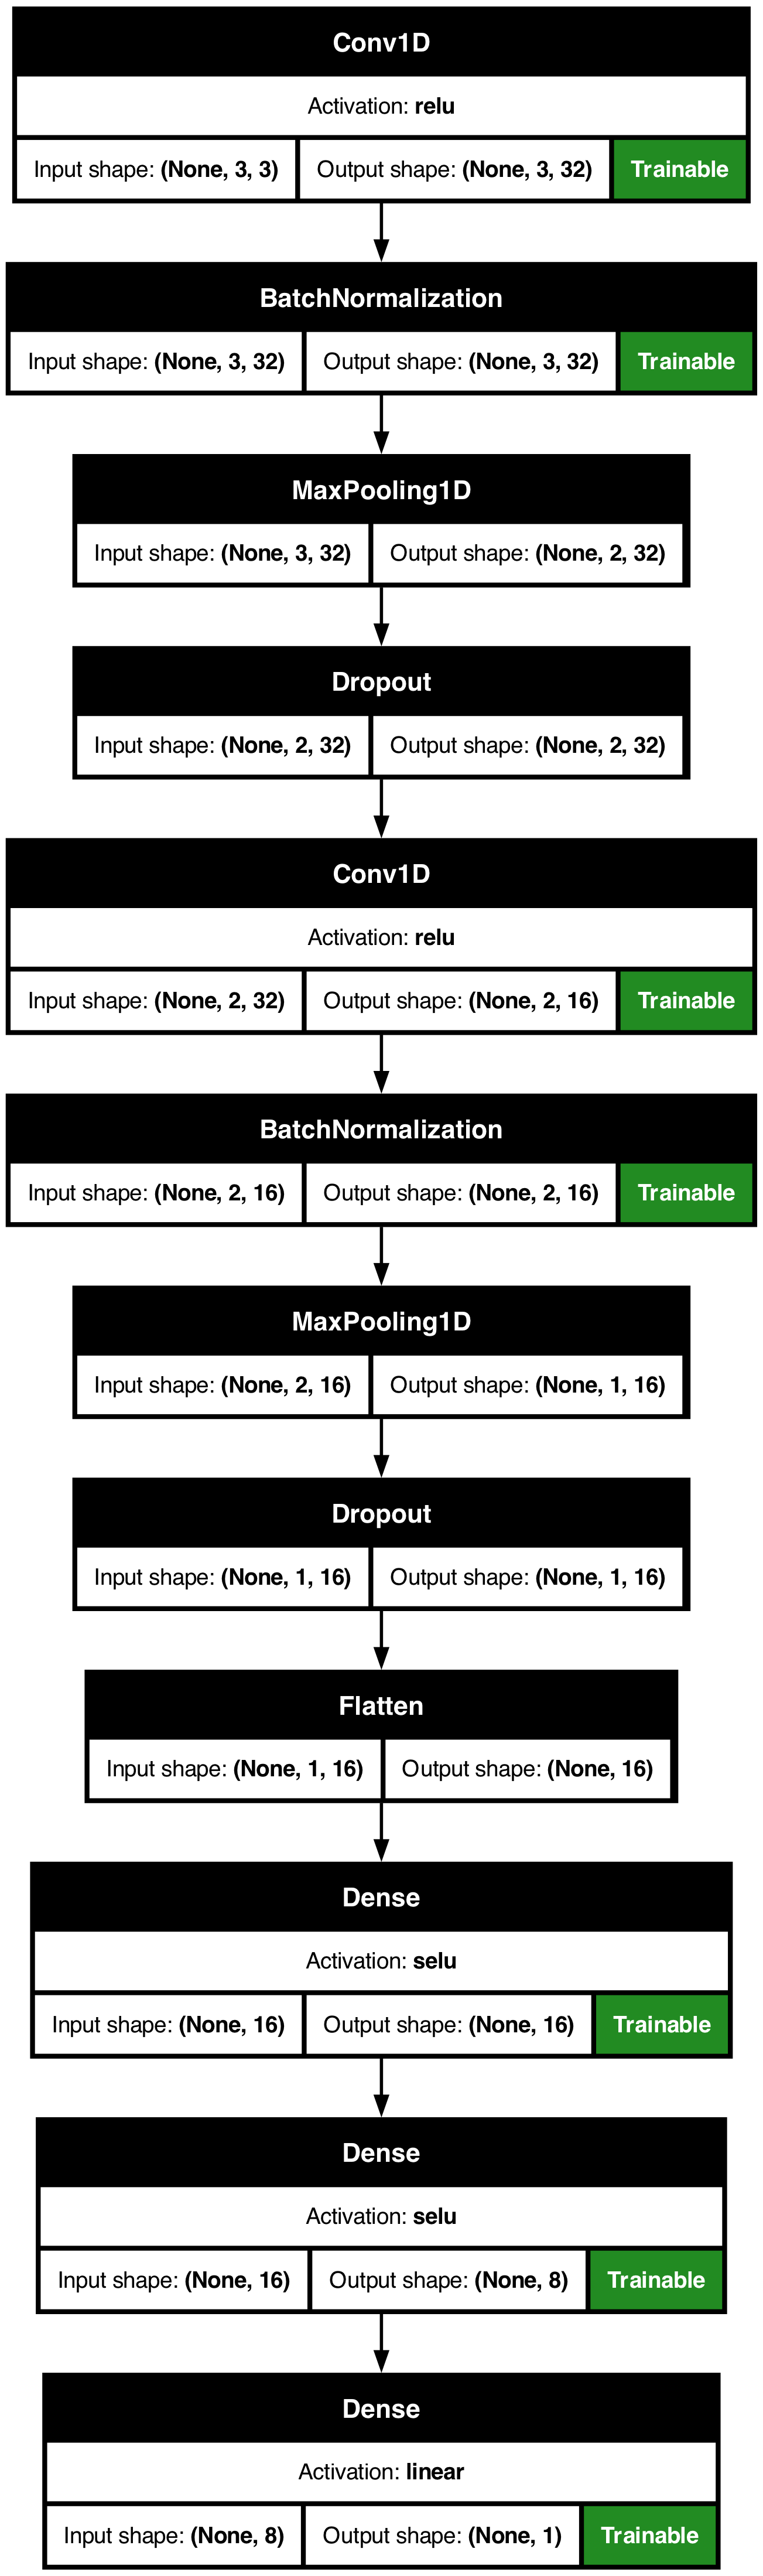 Conv1D
Activation: relu
Input shape: (None, 3, 3) Output shape: (None, 3, 32) Trainable
BatchNormalization
Input shape: (None, 3, 32) Output shape: (None, 3, 32) Trainable
MaxPooling1D
Input shape: (None, 3, 32) Output shape: (None, 2, 32)
Dropout
Input shape: (None, 2, 32) Output shape: (None, 2, 32)
Conv1D
Activation: relu
Input shape: (None, 2, 32) Output shape: (None, 2, 16) Trainable
BatchNormalization
Input shape: (None, 2, 16) Output shape: (None, 2, 16) Trainable
MaxPooling1D
Input shape: (None, 2, 16) Output shape: (None, 1, 16)
Dropout
Input shape: (None, 1, 16) Output shape: (None, 1, 16)
Flatten
Input shape: (None, 1, 16) Output shape: (None, 16)
Dense
Activation: selu
Input shape: (None, 16) Output shape: (None, 16) Trainable
Dense
Activation: selu
Input shape: (None, 16) Output shape: (None, 8) Trainable
Dense
Activation: linear
Input shape: (None, 8) Output shape: (None, 1) Trainable